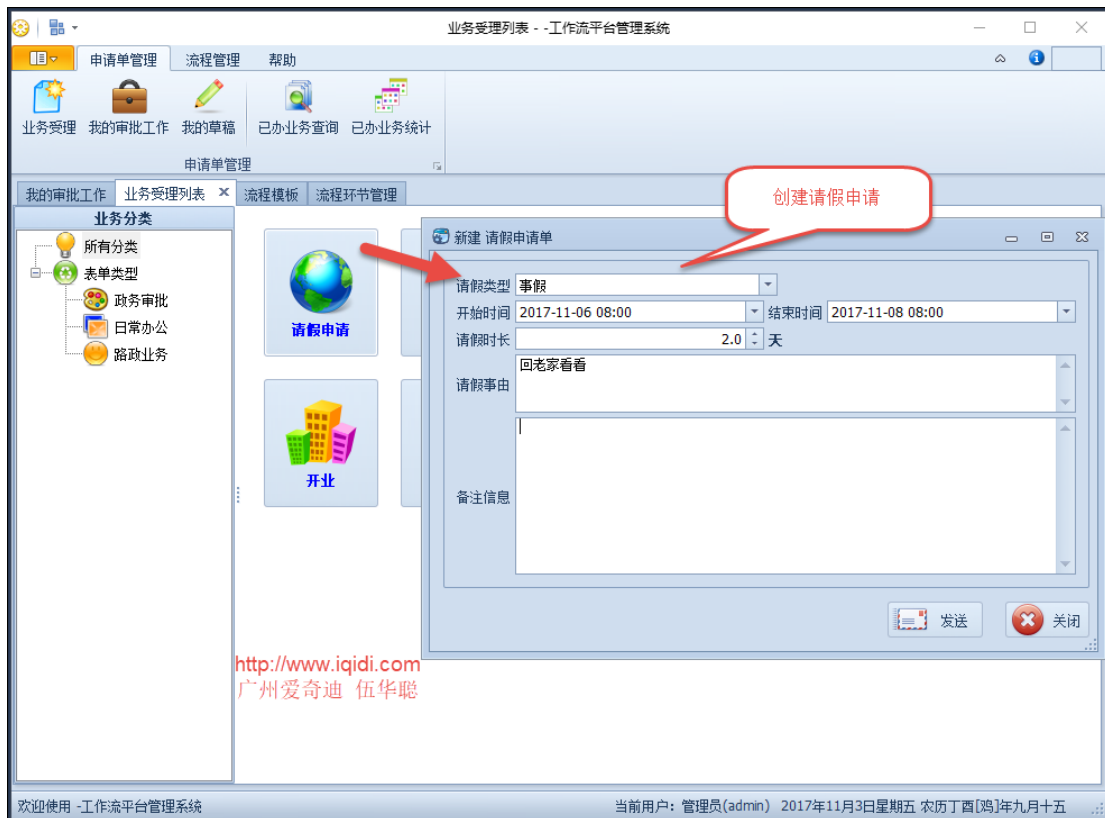 业务受理列表 - -工作流平台管理系统
申请单管理 流程管理 帮助
业务受理 我的审批工作 我的草稿 已办业务查询 已办业务统计
申请单管理
我的审批工作 业务受理列表 流程模板 流程环节管理
业务分类
所有分类
表单类型
政务审批
日常办公
路政业务
请假申请
开业
创建请假申请
新建 请假申请单
请假类型 事假
开始时间 2017-11-06 08:00 结束时间 2017-11-08 08:00
请假时长 2.0 天
请假事由 回老家看看
备注信息
发送 关闭
http://www.iqidi.com
广州爱奇迪 伍华聪
欢迎使用 -工作流平台管理系统 当前用户：管理员(admin) 2017年11月3日星期五 农历丁酉[鸡]年九月十五